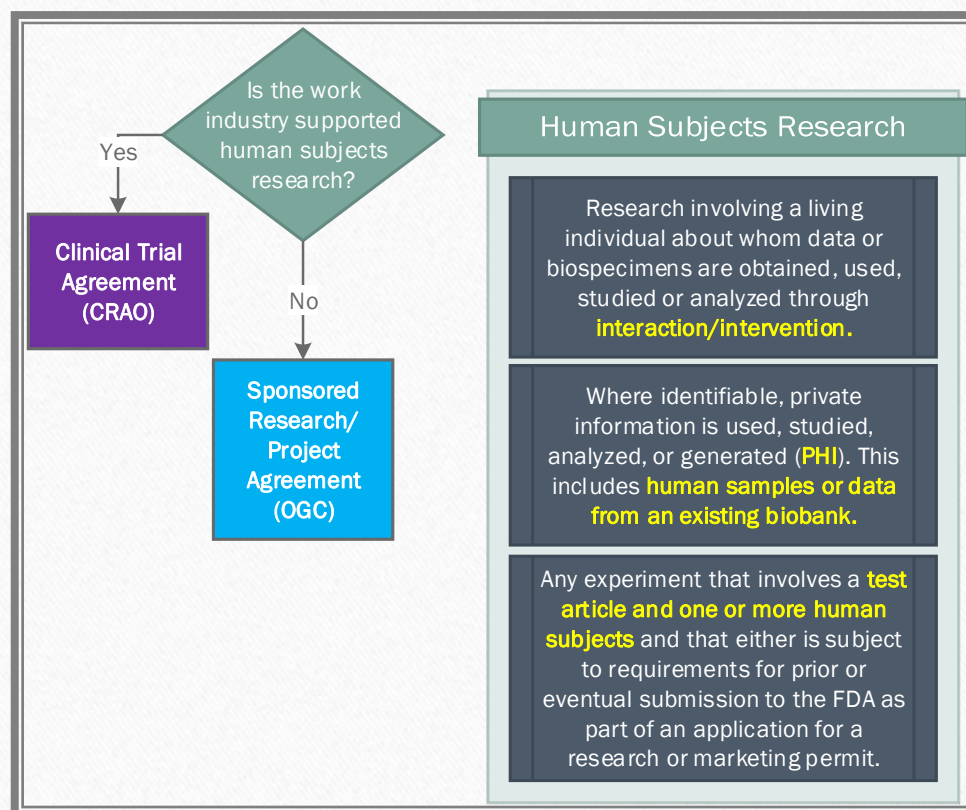 Is the work
industry supported
human subjects
research?
Yes
No
Clinical Trial
Agreement
(CRAO)
Sponsored
Research/
Project
Agreement
(OGC)
Human Subjects Research
Research involving a living
individual about whom data or
biospecimens are obtained, used,
studied or analyzed through
interaction/intervention.
Where identifiable, private
information is used, studied,
analyzed, or generated (PHI). This
includes human samples or data
from an existing biobank.
Any experiment that involves a test
article and one or more human
subjects and that either is subject
to requirements for prior or
eventual submission to the FDA as
part of an application for a
research or marketing permit.